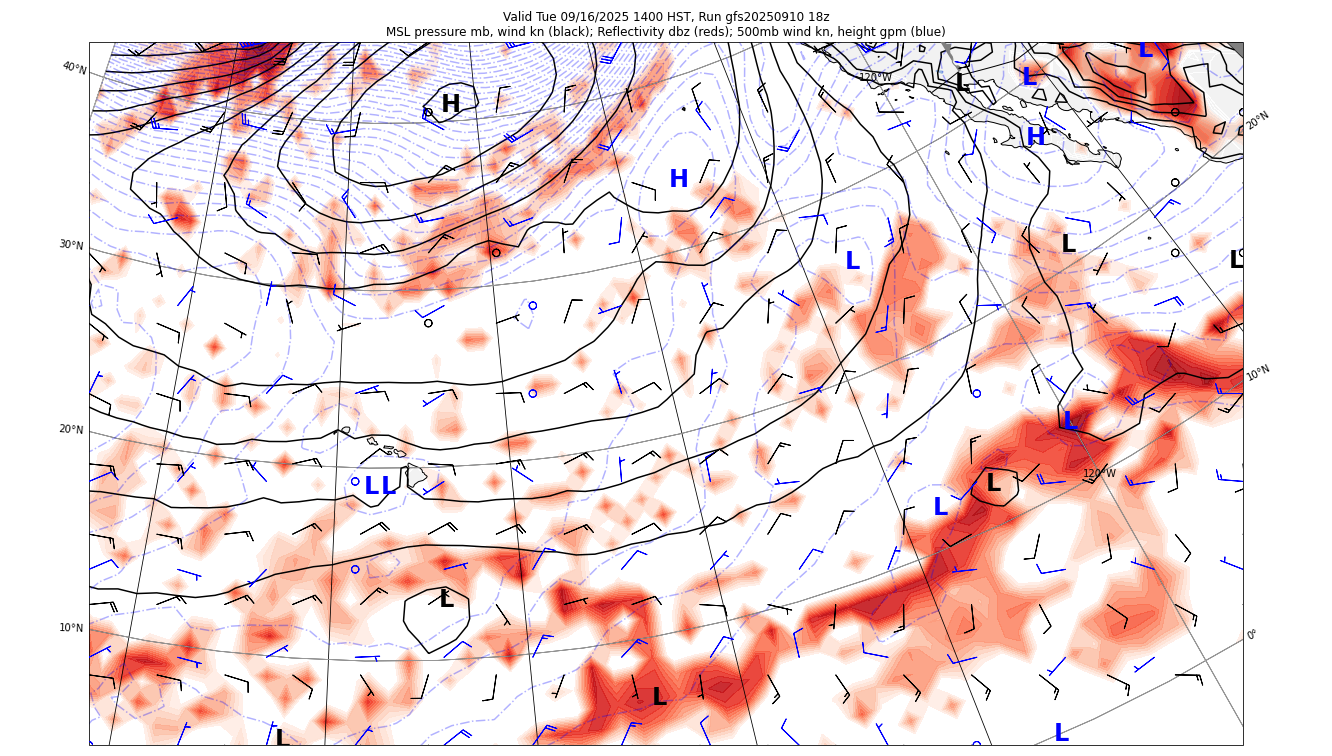 Valid Tue 09/16/2025 1400 HST, Run gfs20250910 18z
MSL pressure mb, wind kn (black); Reflectivity dbz (reds); 500mb wind kn, height gpm (blue)
L
40°N
120°W
L
L
H
20°N
H
H
L
L
30°N
L
10°N
L
20°N
120°W
L
L
L
L
L
10°N
0°
L
L
L